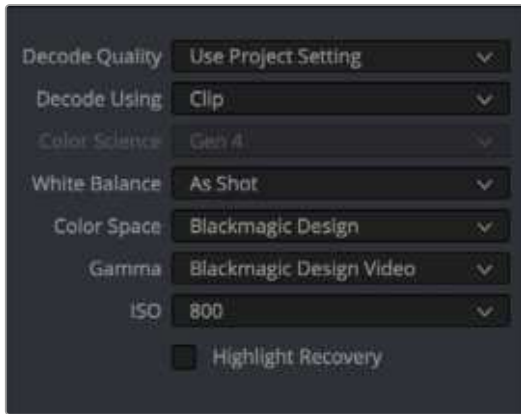 Decode Quality Use Project Setting
Decode Using Clip
Color Science Gen 4
White Balance As Shot
Color Space Blackmagic Design
Gamma Blackmagic Design Video
ISO 800
Highlight Recovery